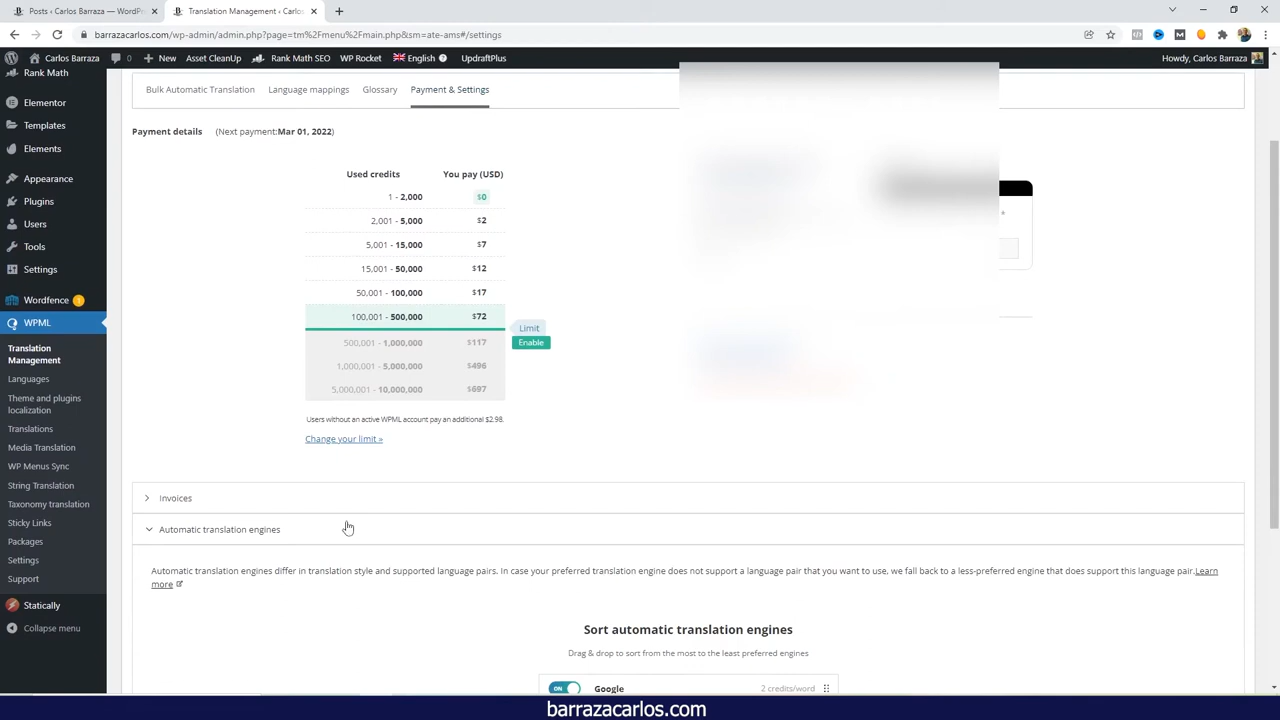 Posts ‹ Carlos Barraza — WordPr
Translation Management ‹ Carlos
barrazacarlos.com/wp-admin/admin.php?page=tm%2Fmenu%2Fmain.php&sm=ate-ams#/settings
Carlos Barraza
0
New
Asset CleanUp
Rank Math SEO
WP Rocket
English
UpdraftPlus
Howdy, Carlos Barraza
Rank Math
Elementor
Templates
Elements
Appearance
Plugins
Users
Tools
Settings
Wordfence 1
WPML
Translation
Management
Languages
Theme and plugins
localization
Translations
Media Translation
WP Menus Sync
String Translation
Taxonomy translation
Sticky Links
Packages
Settings
Support
Statically
Collapse menu
Bulk Automatic Translation
Language mappings
Glossary
Payment & Settings
Payment details (Next payment:Mar 01, 2022)
Used credits You pay (USD)
1 - 2,000 $0
2,001 - 5,000 $2
5,001 - 15,000 $7
15,001 - 50,000 $12
50,001 - 100,000 $17
100,001 - 500,000 $72
Limit
Enable
500,001 - 1,000,000 $117
1,000,001 - 5,000,000 $496
5,000,001 - 10,000,000 $697
Users without an active WPML account pay an additional $2.98.
Change your limit »
*
Invoices
Automatic translation engines
Automatic translation engines differ in translation style and supported language pairs. In case your preferred translation engine does not support a language pair that you want to use, we fall back to a less-preferred engine that does support this language pair.Learn
more
Sort automatic translation engines
Drag & drop to sort from the most to the least preferred engines
ON Google 2 credits/word
barrazacarlos.com